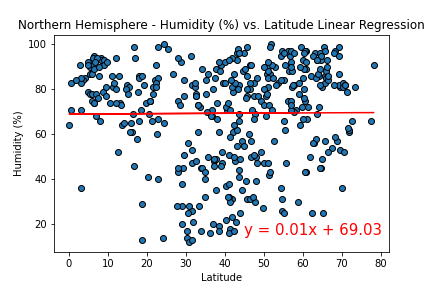 Northern Hemisphere - Humidity (%) vs. Latitude Linear Regression
100
80
60
40
20
Humidity (%)
y = 0.01x + 69.03
0 10 20 30 40 50 60 70 80
Latitude